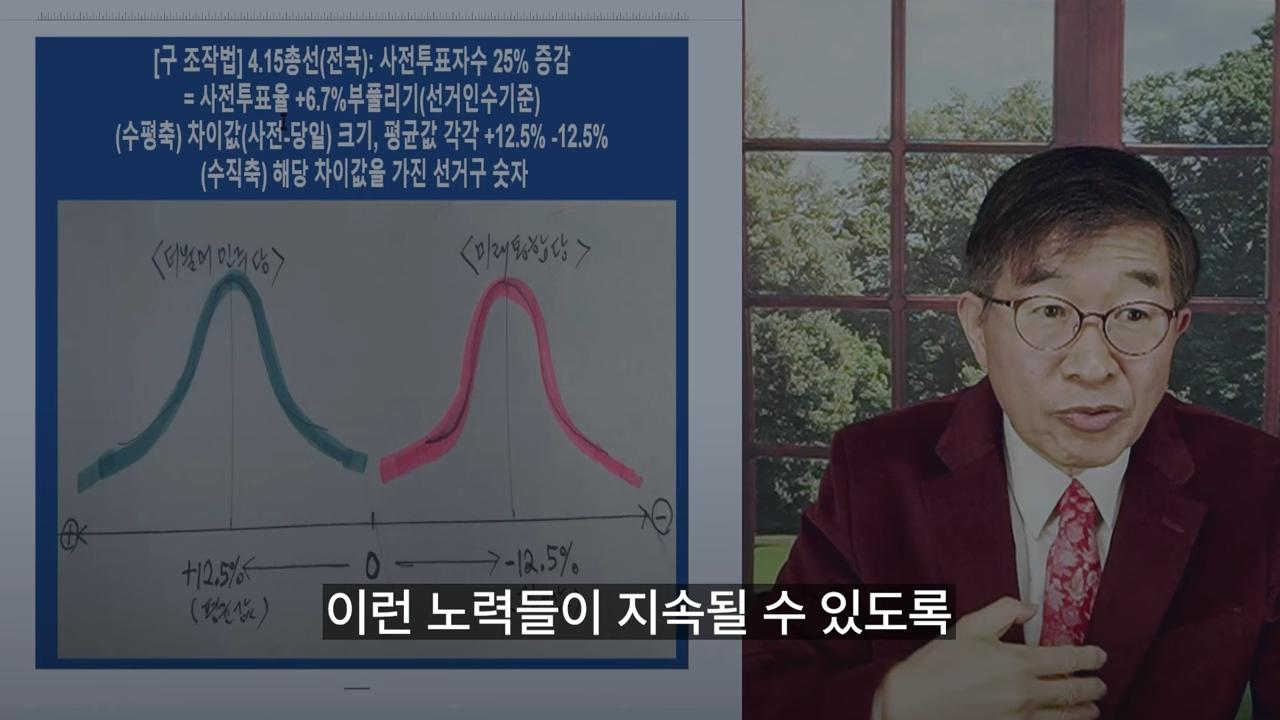 [구 조작법] 4.15총선(전국): 사전투표자수 25% 증감
= 사전투표율 +6.7%부풀리기(선거인수기준)
(수평축) 차이값(사전-당일) 크기, 평균값 각각 +12.5% -12.5%
(수직축) 해당 차이값을 가진 선거구 숫자
<더불어 민주당> <미래통합당>
+ -
+12.5% 0 -12.5%
(평균값)
이런 노력들이 지속될 수 있도록